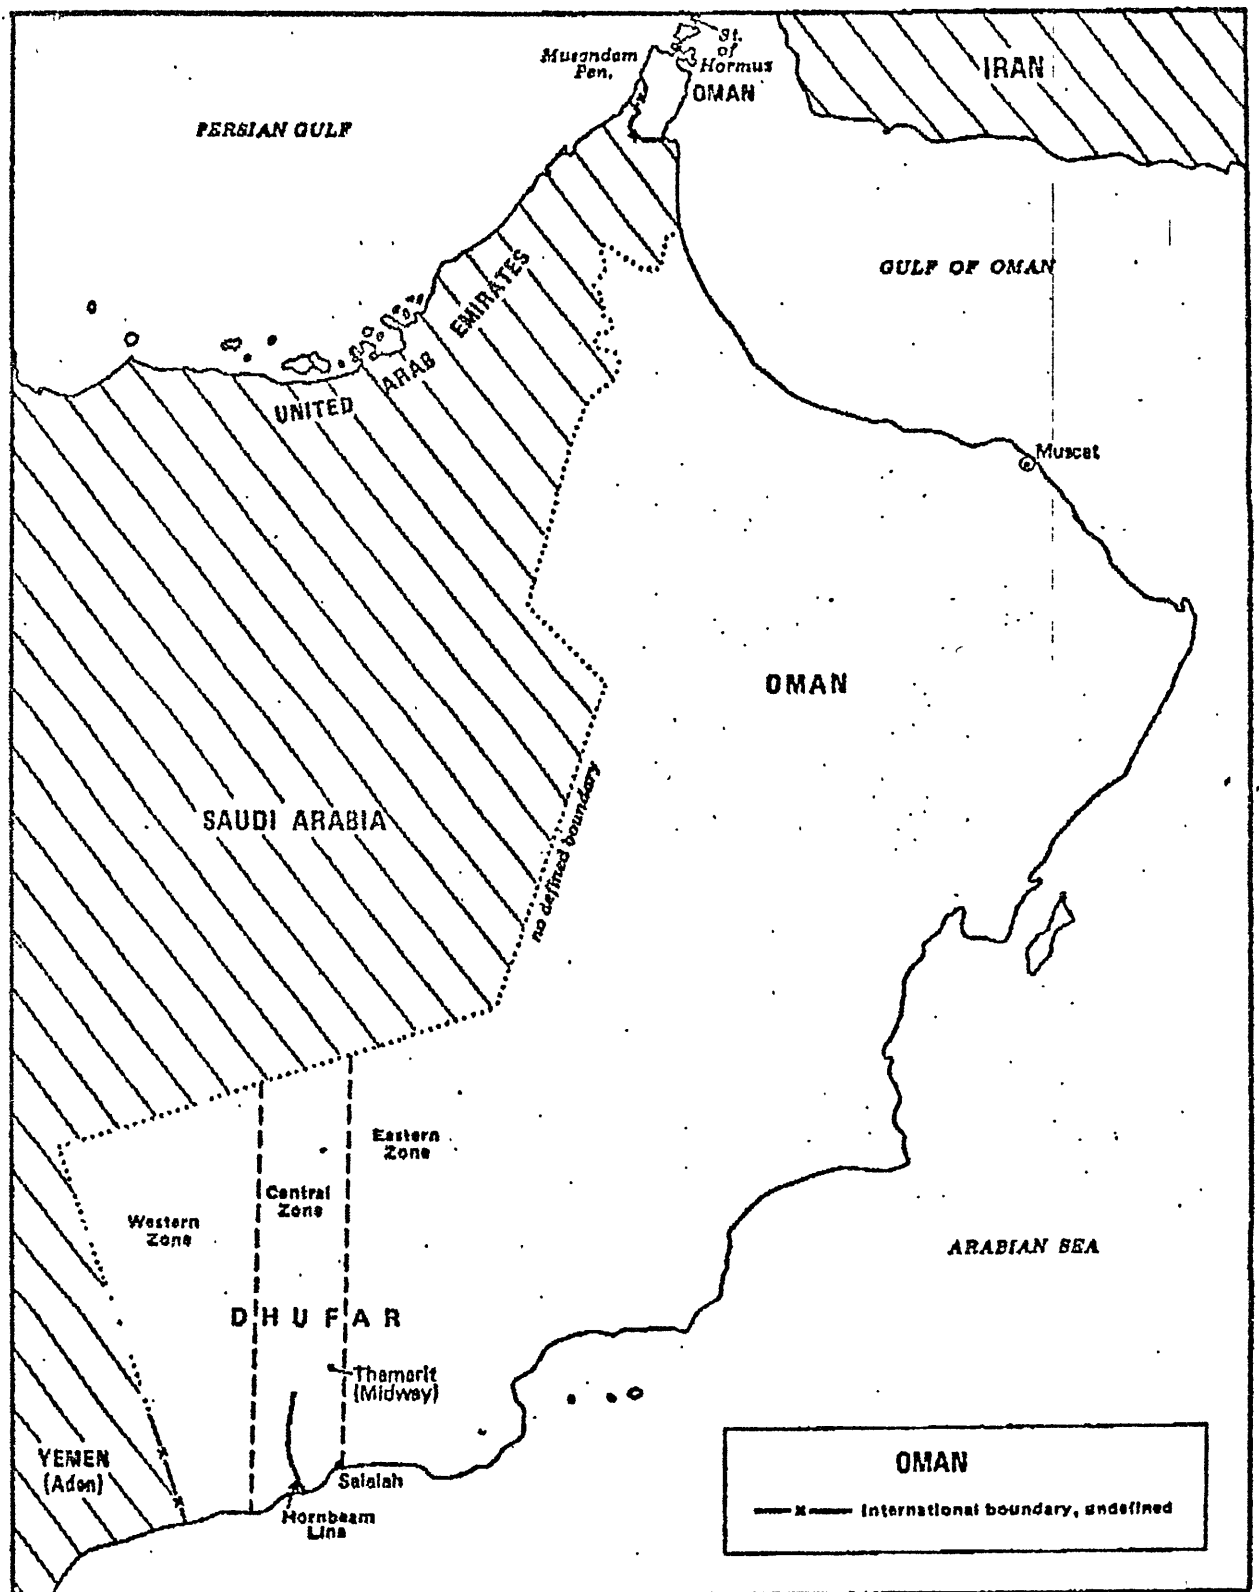 Musandam
Pen.
St.
of
Hormus
OMAN
IRAN
PERSIAN GULF
GULF OF OMAN
UNITED ARAB EMIRATES
Muscat
OMAN
SAUDI ARABIA
no defined boundary
Eastern
Zone
Central
Zone
Western
Zone
ARABIAN SEA
DHUFAR
Thamarit
(Midway)
YEMEN
(Aden)
Salalah
Hornbeam
Line
OMAN
x International boundary, undefined